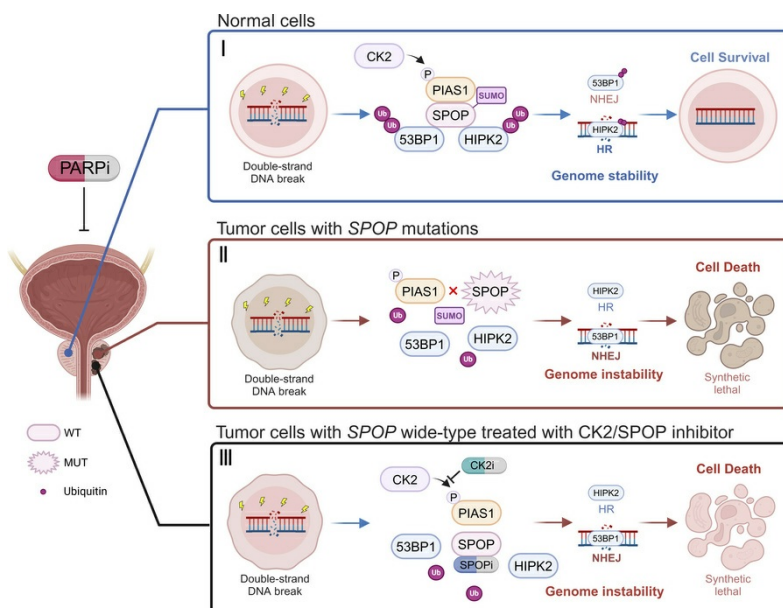 Normal cells
I
CK2
P
PIAS1
SUMO
SPOP
Ub
Ub
Ub
Ub
53BP1
HIPK2
Double-strand
DNA break
53BP1
NHEJ
HIPK2
HR
Genome stability
Cell Survival
PARPi
Tumor cells with SPOP mutations
II
P
PIAS1
×
SPOP
Ub
SUMO
53BP1
HIPK2
Ub
Double-strand
DNA break
HIPK2
HR
53BP1
NHEJ
Genome instability
Cell Death
Synthetic
lethal
WT
MUT
Ubiquitin
Tumor cells with SPOP wide-type treated with CK2/SPOP inhibitor
III
CK2
CK2i
P
PIAS1
53BP1
SPOP
SPOPi
HIPK2
Ub
Ub
Double-strand
DNA break
HIPK2
HR
53BP1
NHEJ
Genome instability
Cell Death
Synthetic
lethal